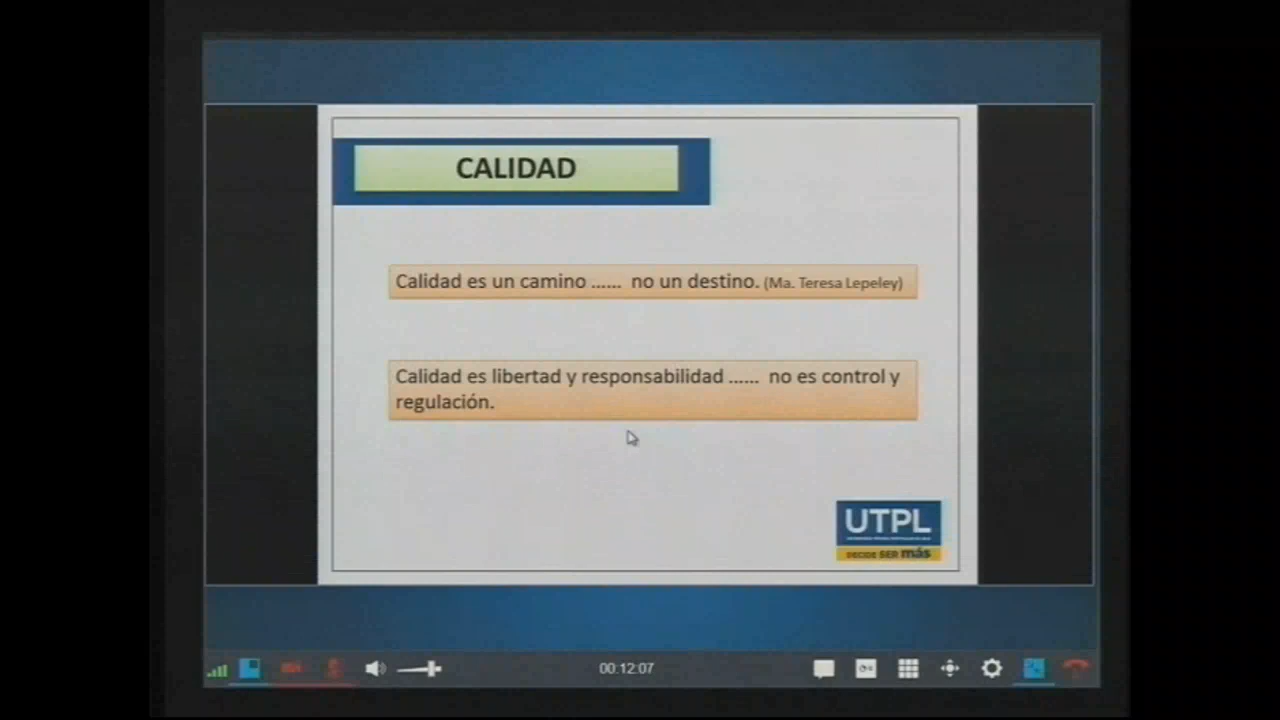 CALIDAD
Calidad es un camino ...... no un destino. (Ma. Teresa Lepeley)
Calidad es libertad y responsabilidad ...... no es control y
regulación.
UTPL
DECIDE SER más
00:12:07